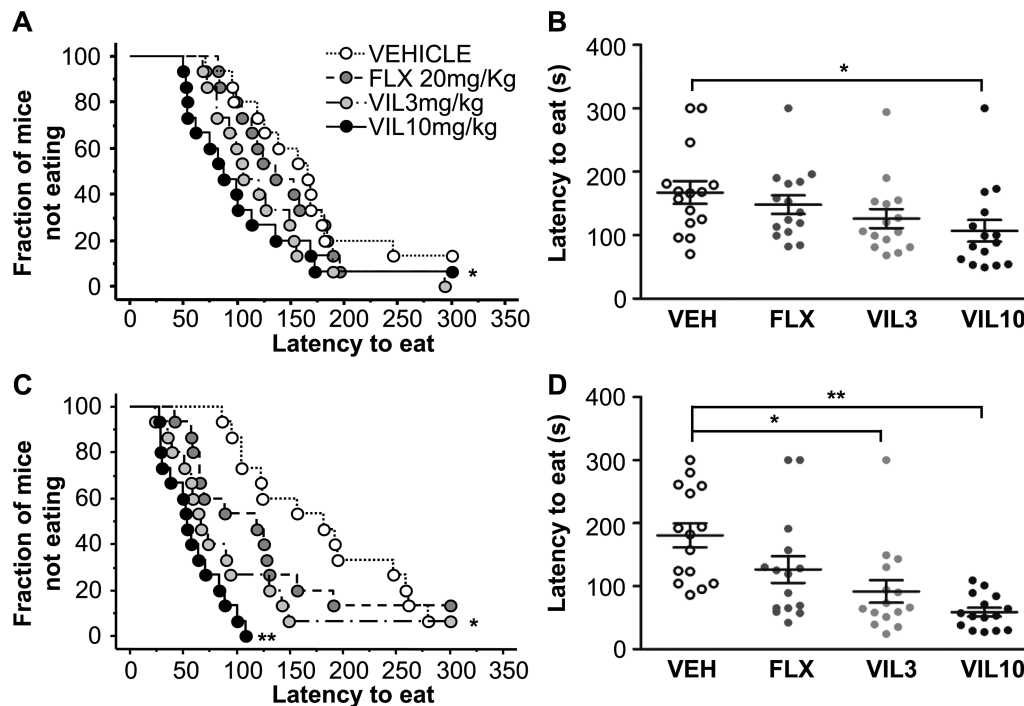 A
Fraction of mice
not eating
100
80
60
40
20
0
VEHICLE
FLX 20mg/Kg
VIL3mg/kg
VIL10mg/kg
*
0 50 100 150 200 250 300 350
Latency to eat
B
Latency to eat (s)
400
300
200
100
0
*
VEH FLX VIL3 VIL10
C
Fraction of mice
not eating
100
80
60
40
20
0
**
*
0 50 100 150 200 250 300 350
Latency to eat
D
Latency to eat (s)
400
300
200
100
0
**
*
VEH FLX VIL3 VIL10